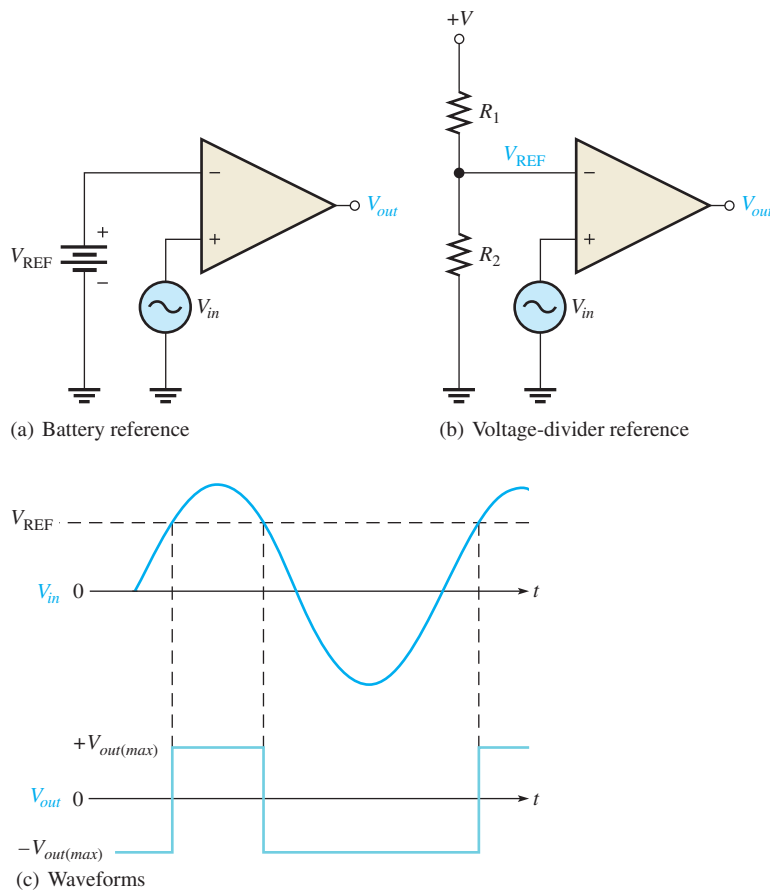 +V
R1
VREF
−
+
Vout
R2
Vin
(b) Voltage-divider reference
−
+
Vout
+
VREF
−
Vin
(a) Battery reference
VREF
Vin 0 t
+Vout(max)
Vout 0 t
−Vout(max)
(c) Waveforms